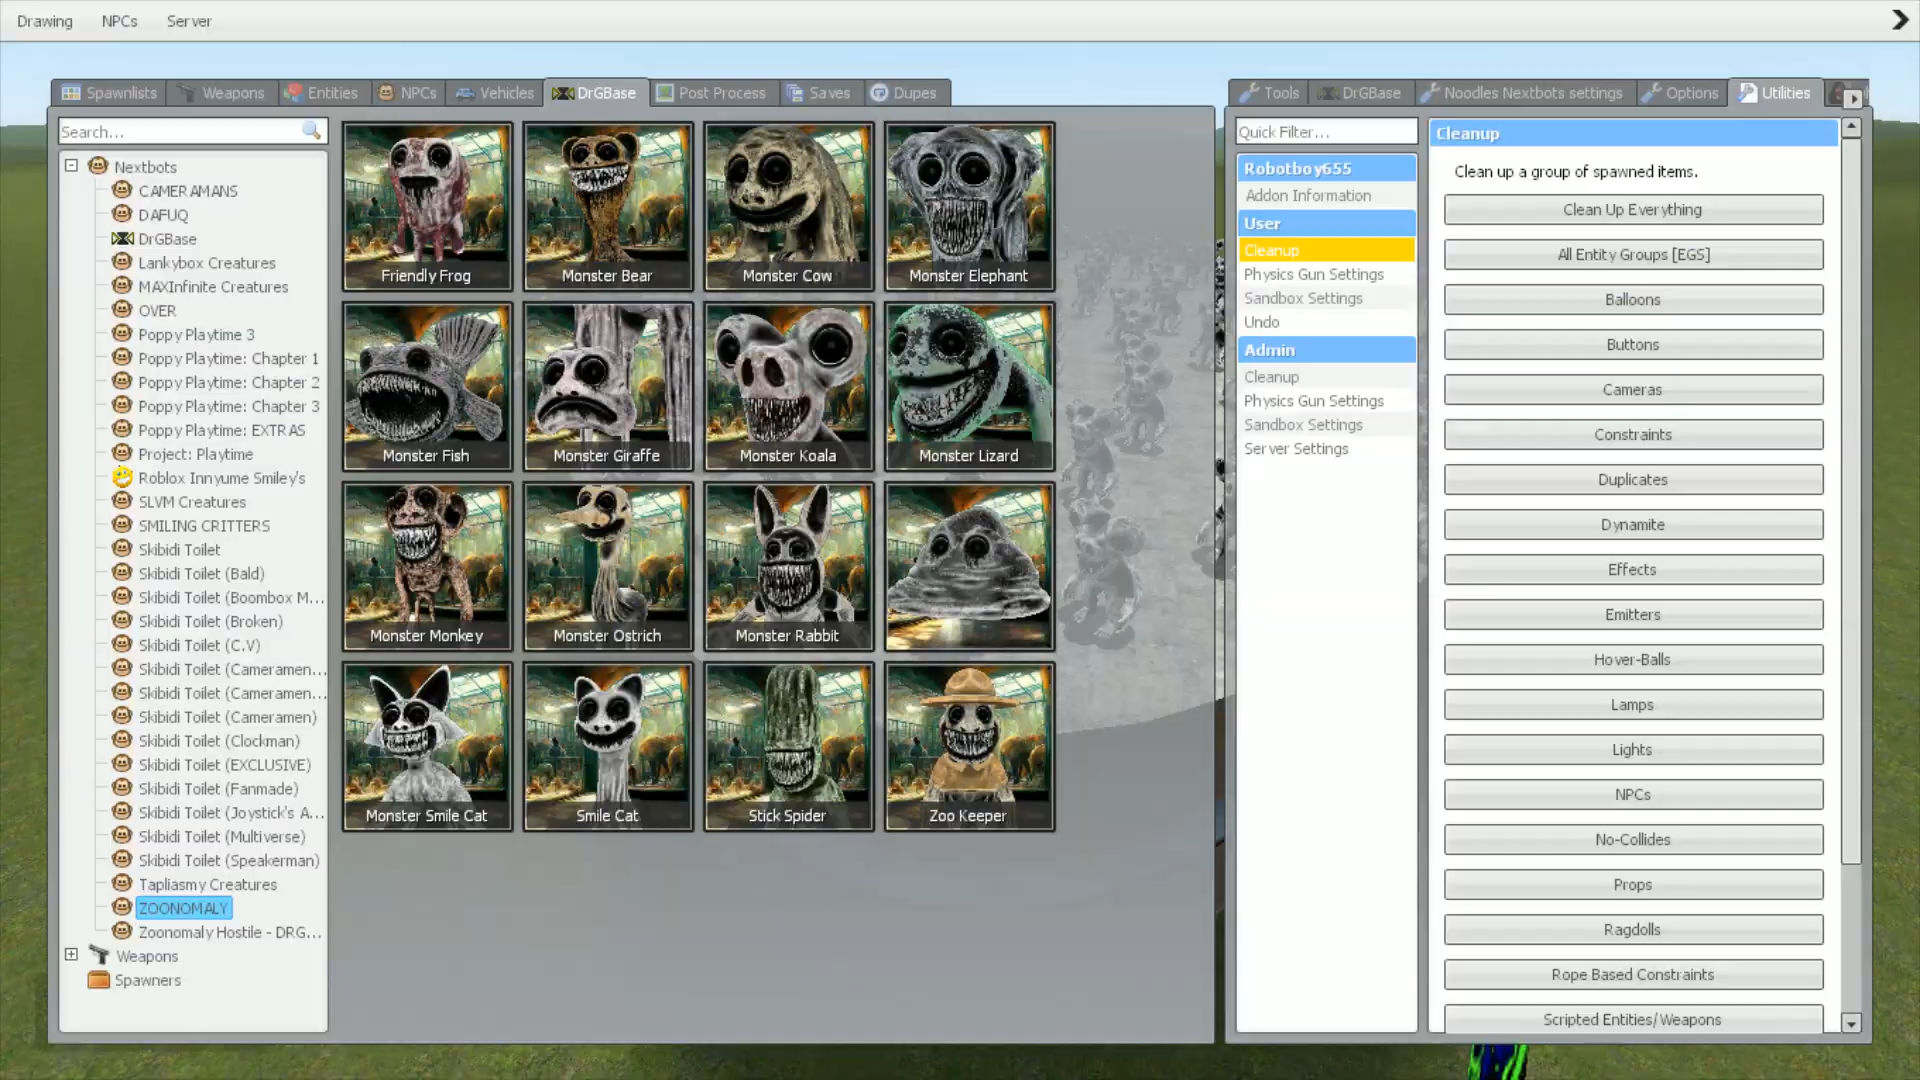 Drawing NPCs Server
Spawnlists Weapons Entities NPCs Vehicles DrGBase Post Process Saves Dupes
Search...
Nextbots
CAMERAMANS
DAFUQ
DrGBase
Lankybox Creatures
MAXInfinite Creatures
OVER
Poppy Playtime 3
Poppy Playtime: Chapter 1
Poppy Playtime: Chapter 2
Poppy Playtime: Chapter 3
Poppy Playtime: EXTRAS
Project: Playtime
Roblox Innyume Smiley's
SLVM Creatures
SMILING CRITTERS
Skibidi Toilet
Skibidi Toilet (Bald)
Skibidi Toilet (Boombox M...
Skibidi Toilet (Broken)
Skibidi Toilet (C.V)
Skibidi Toilet (Cameramen...
Skibidi Toilet (Cameramen...
Skibidi Toilet (Cameramen)
Skibidi Toilet (Clockman)
Skibidi Toilet (EXCLUSIVE)
Skibidi Toilet (Fanmade)
Skibidi Toilet (Joystick's A...
Skibidi Toilet (Multiverse)
Skibidi Toilet (Speakerman)
Tapliasmy Creatures
ZOONOMALY
Zoonomaly Hostile - DRG...
Weapons
Spawners
Friendly Frog Monster Bear Monster Cow Monster Elephant
Monster Fish Monster Giraffe Monster Koala Monster Lizard
Monster Monkey Monster Ostrich Monster Rabbit
Monster Smile Cat Smile Cat Stick Spider Zoo Keeper
Tools DrGBase Noodles Nextbots settings Options Utilities
Quick Filter...
Robotboy655
Addon Information
User
Cleanup
Physics Gun Settings
Sandbox Settings
Undo
Admin
Cleanup
Physics Gun Settings
Sandbox Settings
Server Settings
Cleanup
Clean up a group of spawned items.
Clean Up Everything
All Entity Groups [EGS]
Balloons
Buttons
Cameras
Constraints
Duplicates
Dynamite
Effects
Emitters
Hover-Balls
Lamps
Lights
NPCs
No-Collides
Props
Ragdolls
Rope Based Constraints
Scripted Entities/Weapons